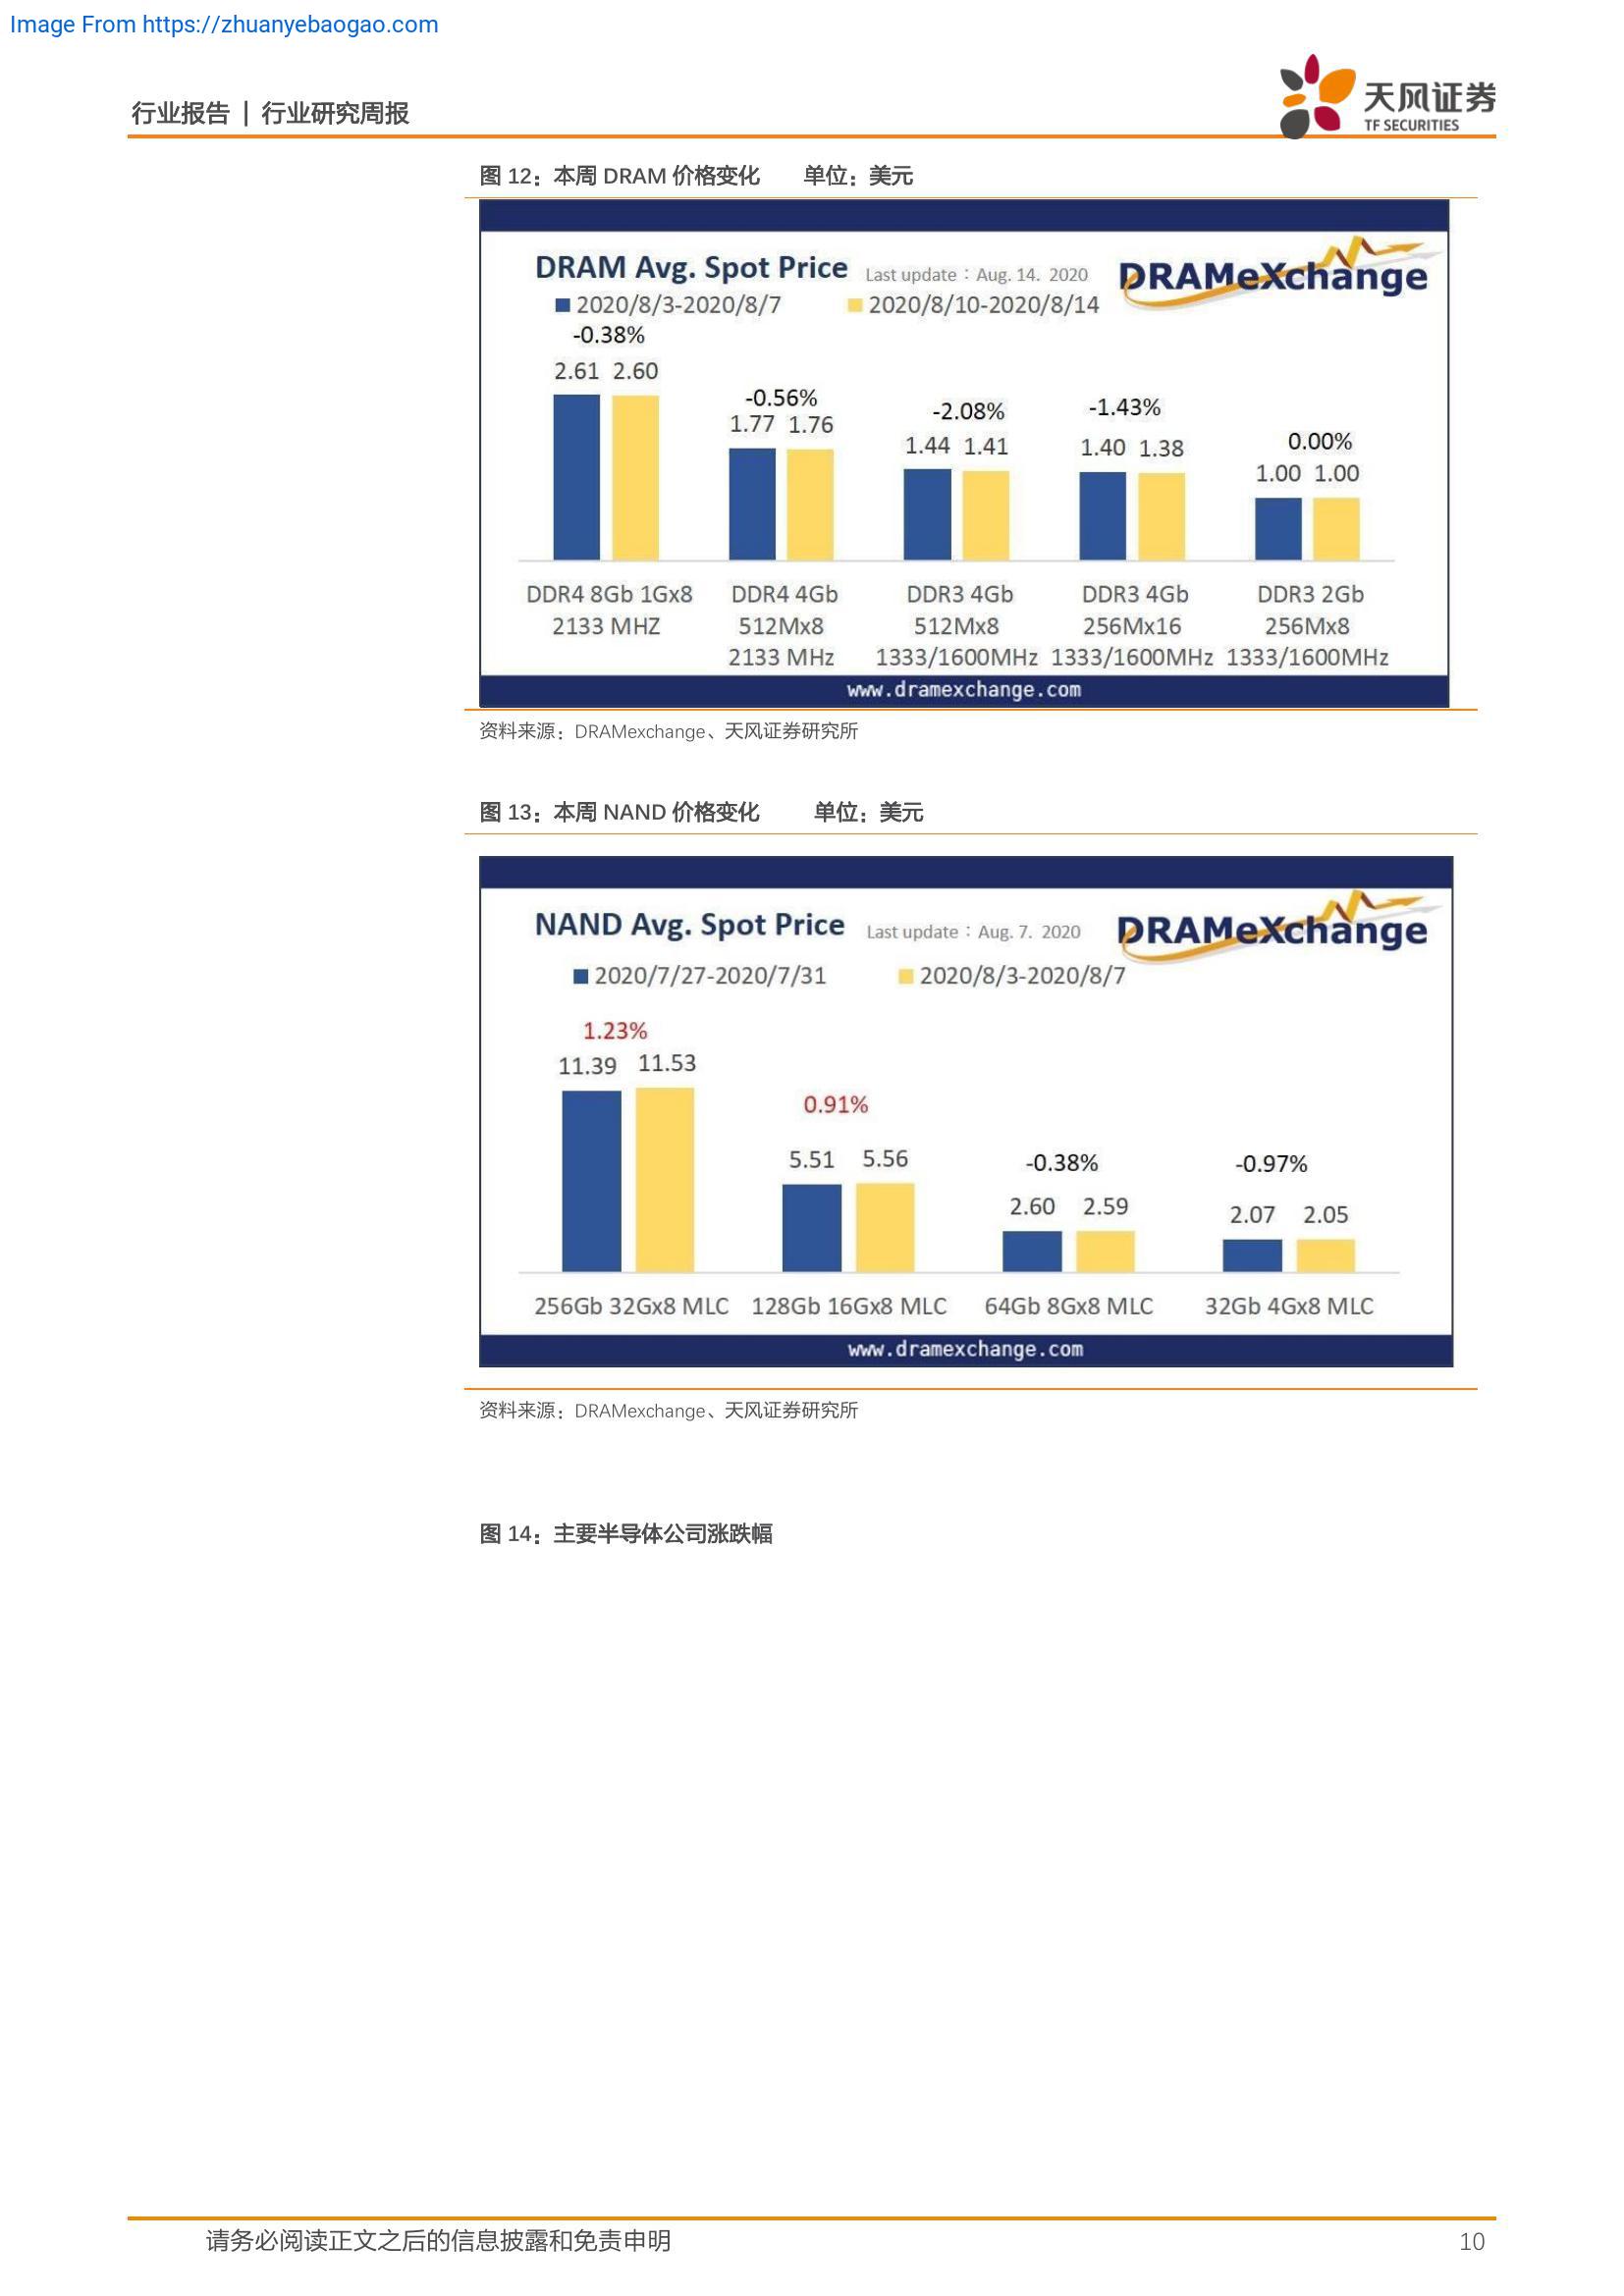 Image From https://zhuanyebaogao.com
行业报告 | 行业研究周报
天风证券
TF SECURITIES
图 12：本周 DRAM 价格变化 单位：美元
DRAM Avg. Spot Price Last update：Aug. 14. 2020
DRAMeXchange
2020/8/3-2020/8/7 2020/8/10-2020/8/14
-0.38%
2.61 2.60
-0.56%
1.77 1.76
-2.08%
1.44 1.41
-1.43%
1.40 1.38
0.00%
1.00 1.00
DDR4 8Gb 1Gx8 DDR4 4Gb DDR3 4Gb DDR3 4Gb DDR3 2Gb
2133 MHZ 512Mx8 512Mx8 256Mx16 256Mx8
2133 MHz 1333/1600MHz 1333/1600MHz 1333/1600MHz
www.dramexchange.com
资料来源：DRAMexchange、天风证券研究所
图 13：本周 NAND 价格变化 单位：美元
NAND Avg. Spot Price Last update：Aug. 7. 2020
DRAMeXchange
2020/7/27-2020/7/31 2020/8/3-2020/8/7
1.23%
11.39 11.53
0.91%
5.51 5.56
-0.38%
2.60 2.59
-0.97%
2.07 2.05
256Gb 32Gx8 MLC 128Gb 16Gx8 MLC 64Gb 8Gx8 MLC 32Gb 4Gx8 MLC
www.dramexchange.com
资料来源：DRAMexchange、天风证券研究所
图 14：主要半导体公司涨跌幅
请务必阅读正文之后的信息披露和免责申明 10